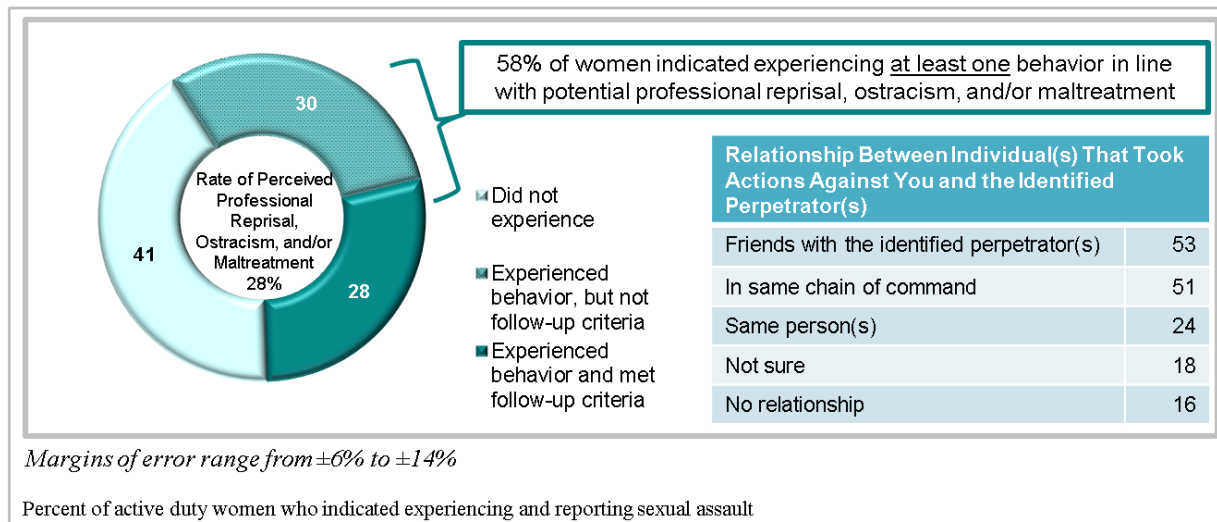 58% of women indicated experiencing at least one behavior in line
with potential professional reprisal, ostracism, and/or maltreatment
30
41
28
Rate of Perceived
Professional
Reprisal,
Ostracism, and/or
Maltreatment
28%
Did not
experience
Experienced
behavior, but not
follow-up criteria
Experienced
behavior and met
follow-up criteria
Relationship Between Individual(s) That Took
Actions Against You and the Identified
Perpetrator(s)
Friends with the identified perpetrator(s) 53
In same chain of command 51
Same person(s) 24
Not sure 18
No relationship 16
Margins of error range from ±6% to ±14%
Percent of active duty women who indicated experiencing and reporting sexual assault